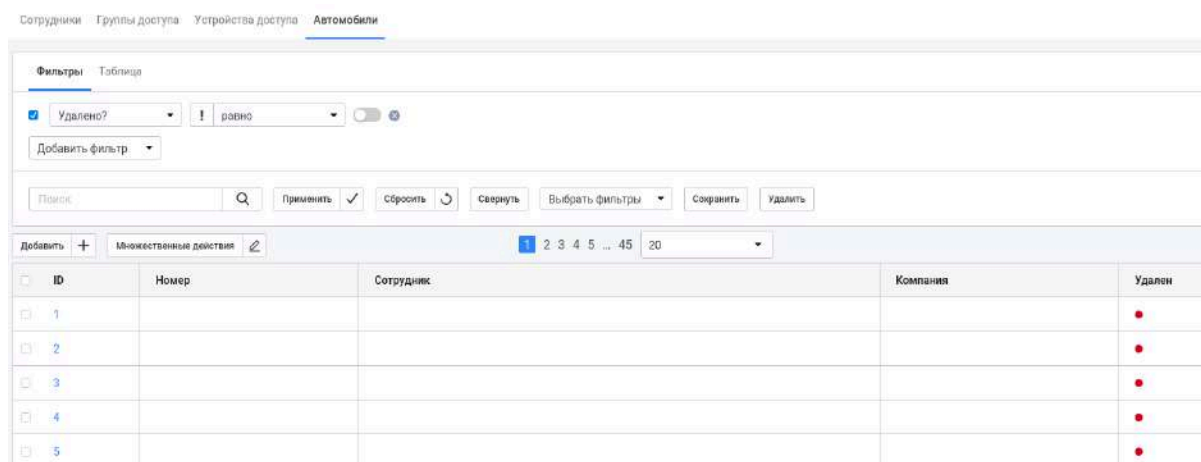 Сотрудники Группы доступа Устройства доступа Автомобили
Фильтры Таблица
Удалено? ! равно
Добавить фильтр
Поиск Применить Сбросить Свернуть Выбрать фильтры Сохранить Удалить
Добавить + Множественные действия 1 2 3 4 5 ... 45 20
ID Номер Сотрудник Компания Удален
1
2
3
4
5